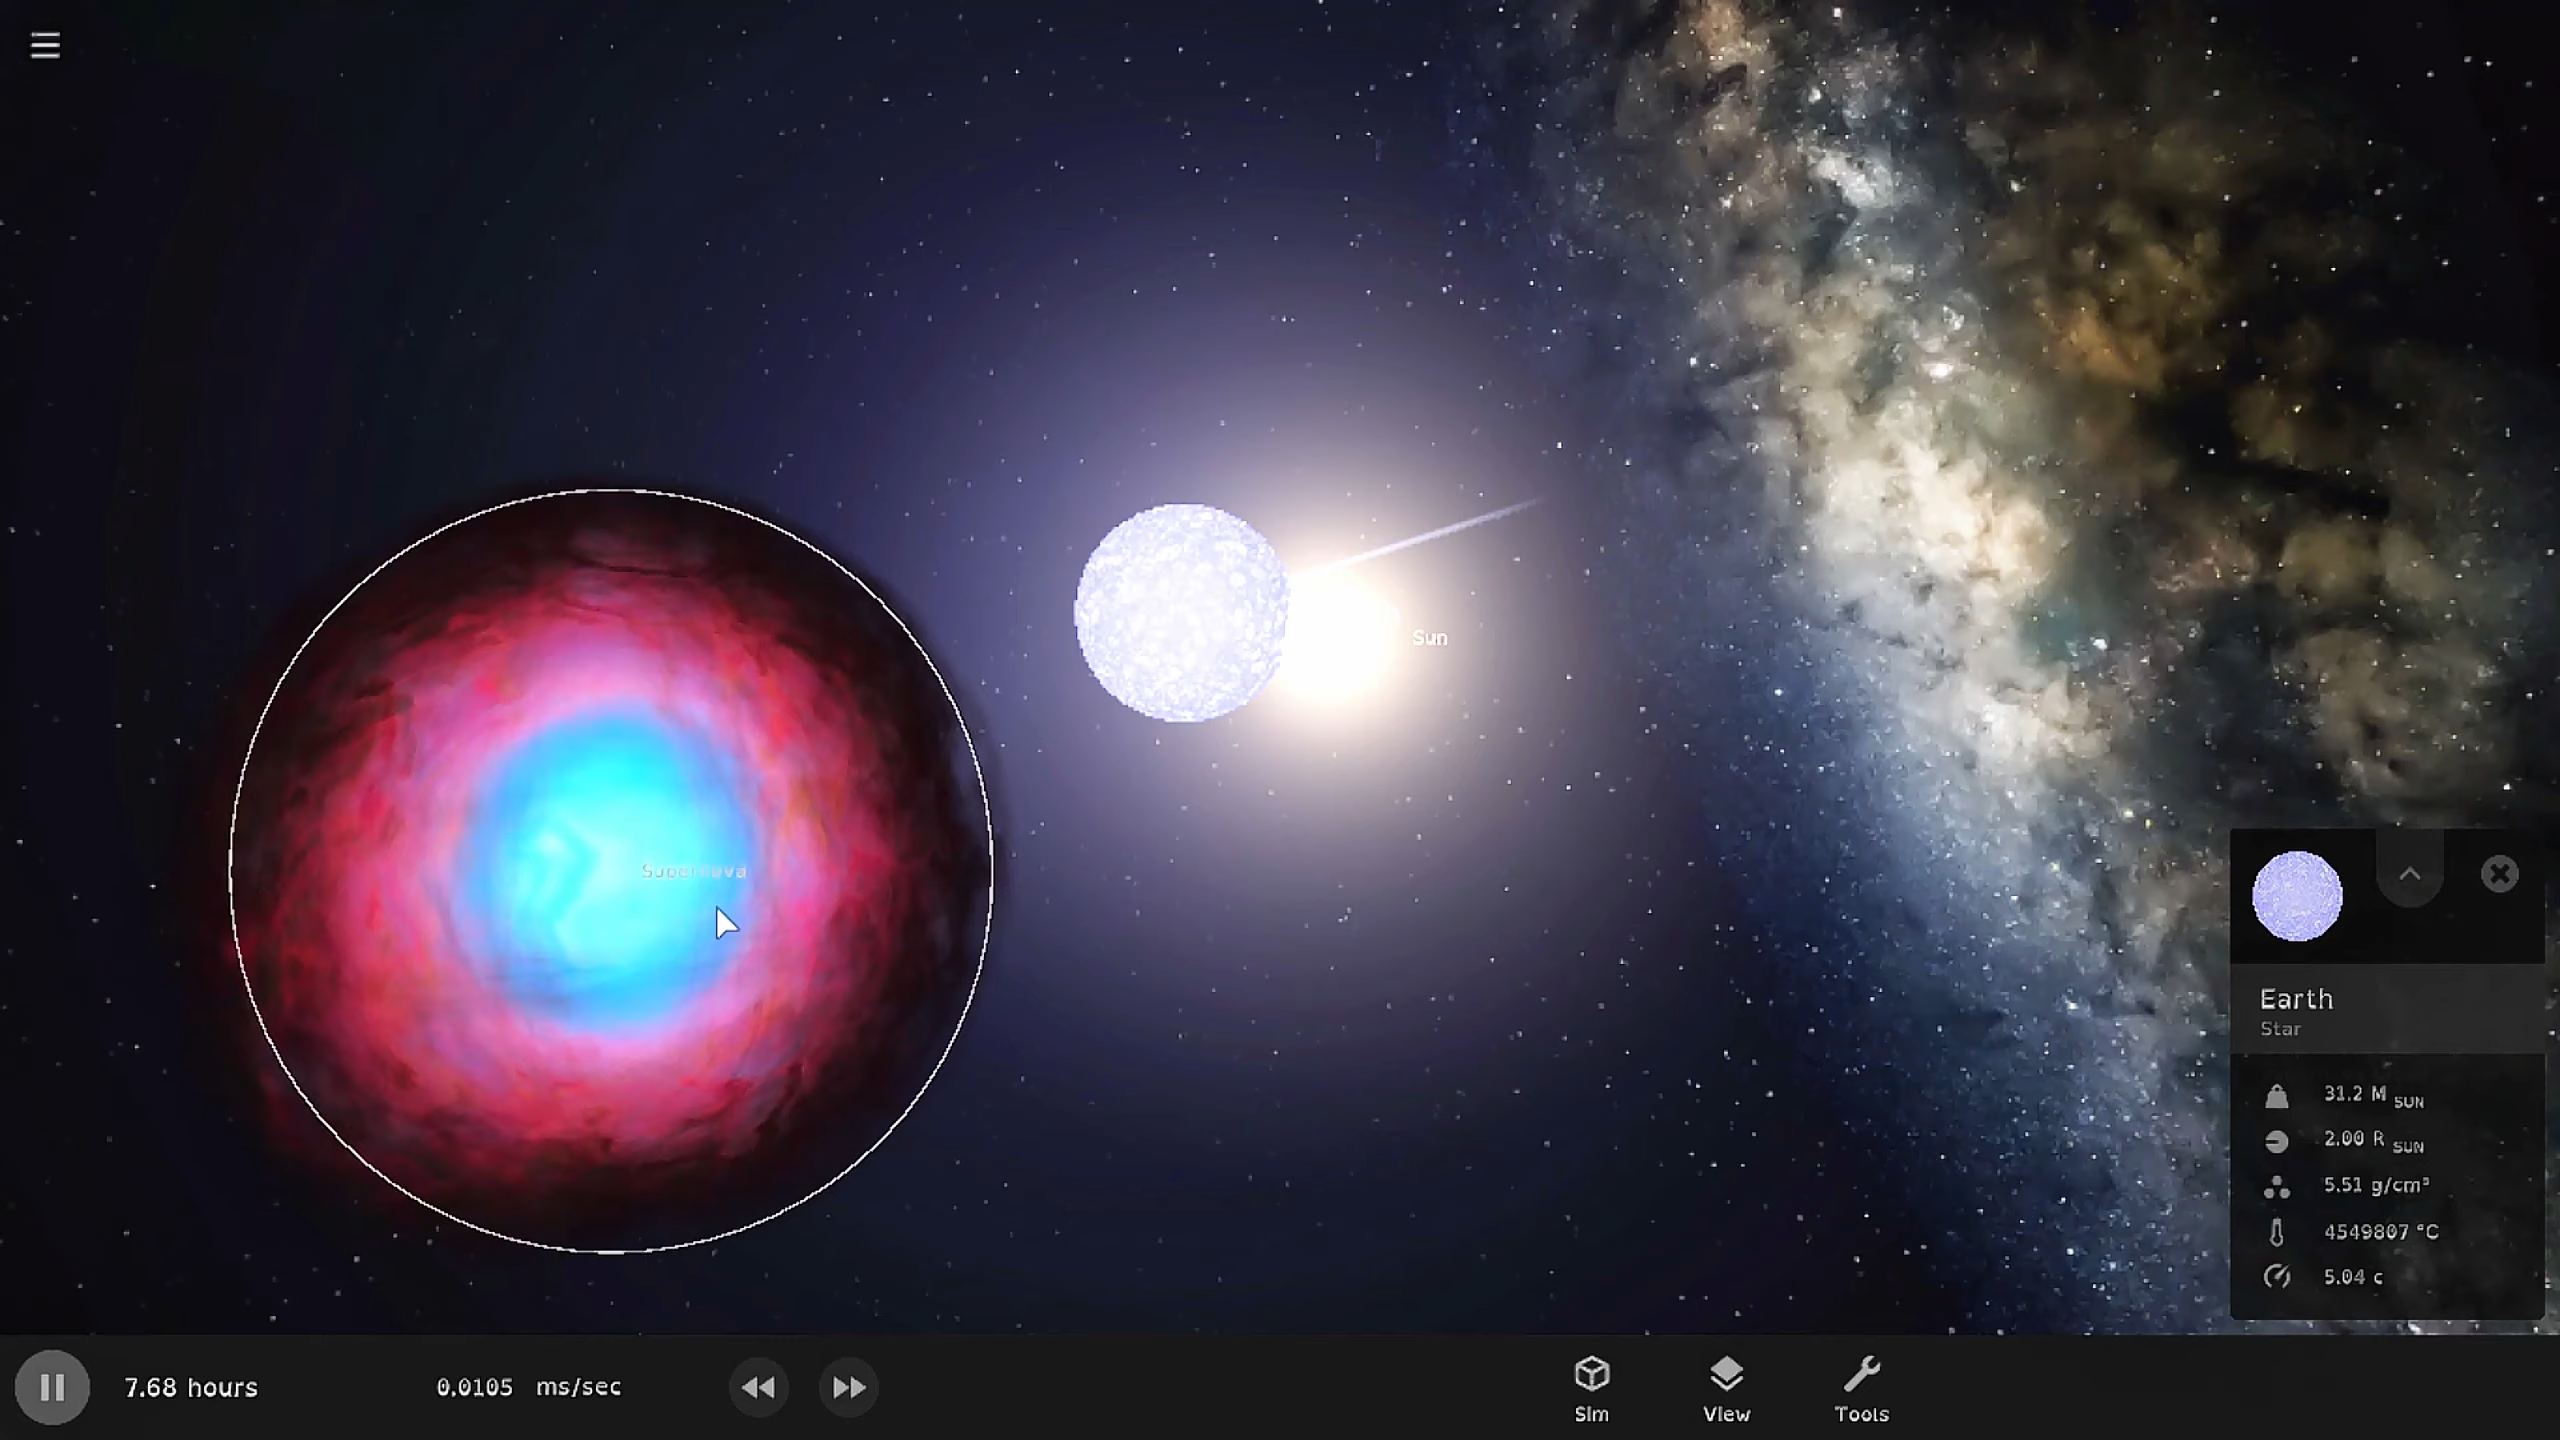 Sun
Supernova
Earth
Star
31.2 M SUN
2.00 R SUN
5.51 g/cm³
4549807 °C
5.04 c
7.68 hours
0.0105 ms/sec
Sim
View
Tools